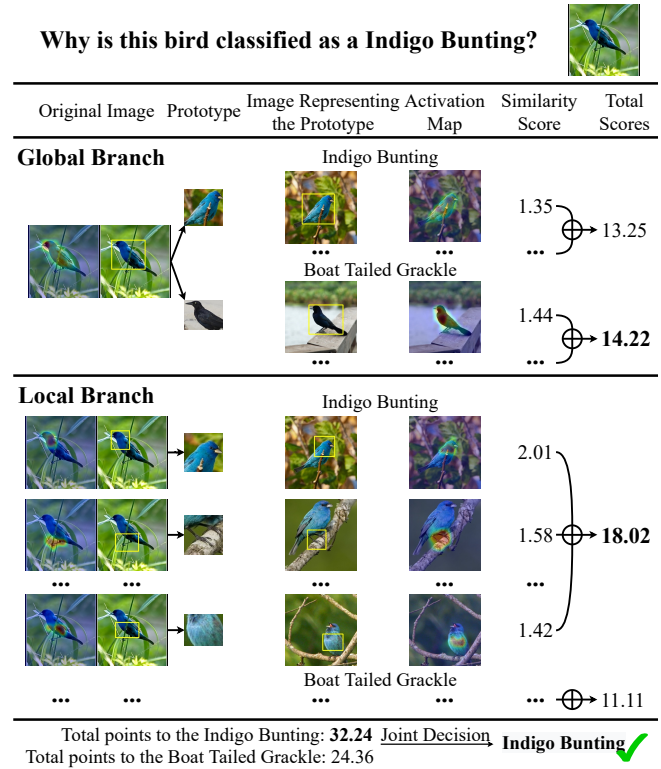 Why is this bird classified as a Indigo Bunting?
Original Image Prototype Image Representing the Prototype Activation Map Similarity Score Total Scores
Global Branch
Indigo Bunting
1.35
13.25
...
...
...
Boat Tailed Grackle
1.44
14.22
...
...
...
Local Branch
Indigo Bunting
2.01
1.58
18.02
...
...
...
...
...
1.42
Boat Tailed Grackle
...
...
...
...
...
11.11
Total points to the Indigo Bunting: 32.24 Joint Decision Indigo Bunting
Total points to the Boat Tailed Grackle: 24.36